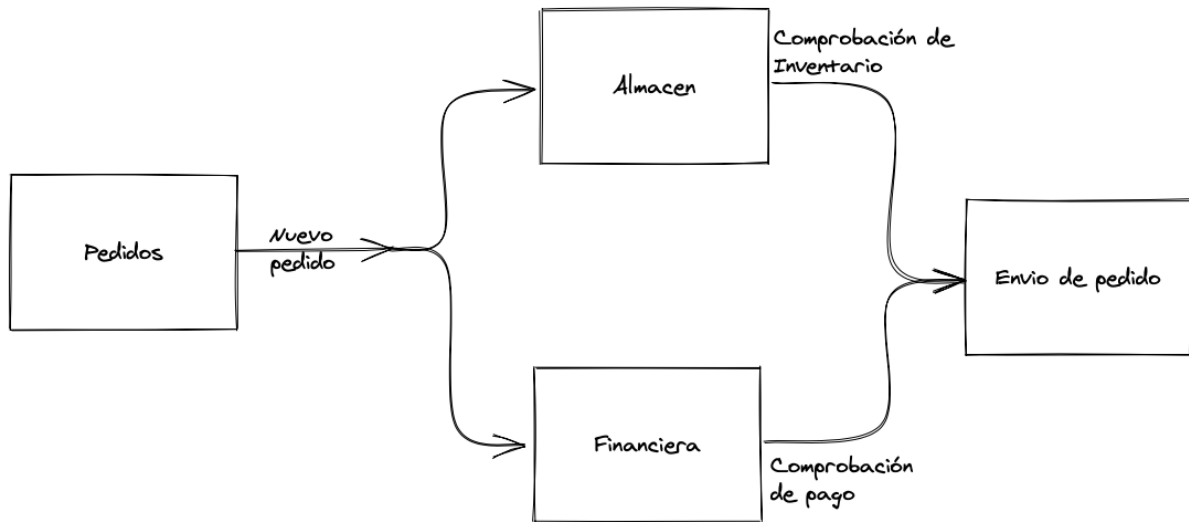 Pedidos
Nuevo
pedido
Almacen
Comprobación de
Inventario
Financiera
Comprobación
de pago
Envio de pedido